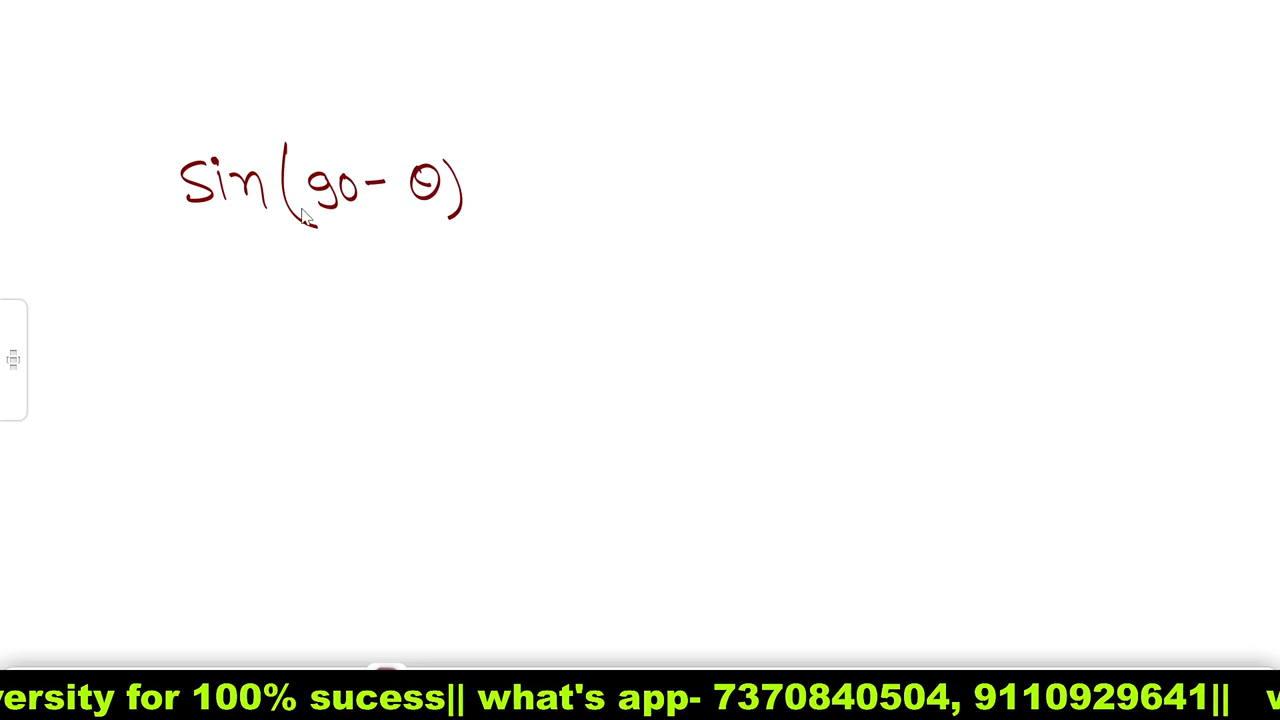 Sin(90-θ)
versity for 100% sucess|| what's app- 7370840504, 9110929641||